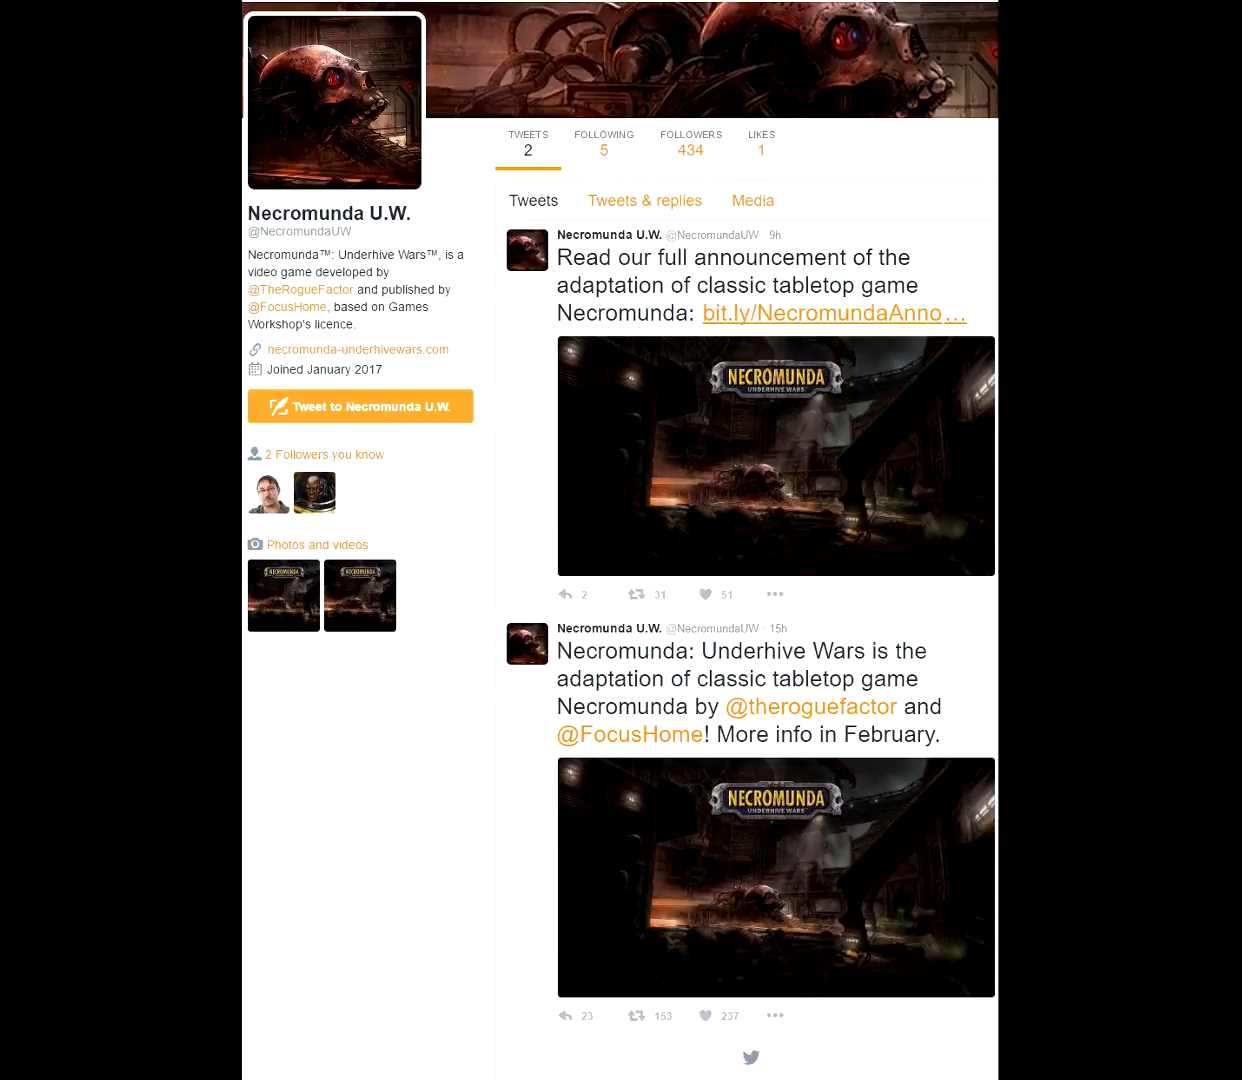 TWEETS
2
FOLLOWING
5
FOLLOWERS
434
LIKES
1
Necromunda U.W.
@NecromundaUW
Necromunda™: Underhive Wars™, is a
video game developed by
@TheRogueFactor and published by
@FocusHome, based on Games
Workshop's licence.
necromunda-underhivewars.com
Joined January 2017
Tweet to Necromunda U.W.
2 Followers you know
Photos and videos
NECROMUNDA
NECROMUNDA
Tweets
Tweets & replies
Media
Necromunda U.W. @NecromundaUW · 9h
Read our full announcement of the
adaptation of classic tabletop game
Necromunda: bit.ly/NecromundaAnno…
NECROMUNDA
UNDERHIVE WARS
2
31
51
Necromunda U.W. @NecromundaUW · 15h
Necromunda: Underhive Wars is the
adaptation of classic tabletop game
Necromunda by @theroguefactor and
@FocusHome! More info in February.
NECROMUNDA
UNDERHIVE WARS
23
153
237